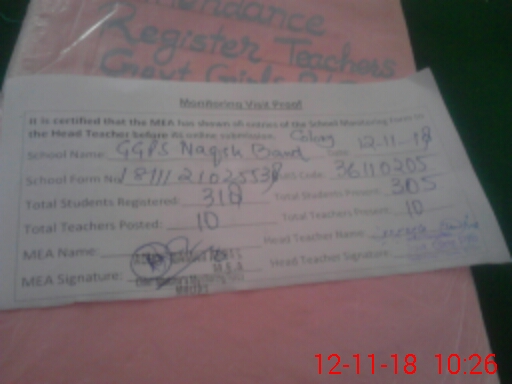 Attendance
Register Teachers
Govt Girls
Monitoring Visit Proof
It is certified that the MEA has shown all entries of the School Monitoring Form to
the Head Teacher before its online submission.
School Name: GGPS Naqsh Band Colony Date 12-11-18
School Form No Code: 36110205
Total Students Registered: 310 Total Students Present: 305
Total Teachers Posted: 10 Total Teachers Present: 10
MEA Name: Head Teacher Name:
MEA Signature: Head Teacher Signature:
12-11-18 10:26